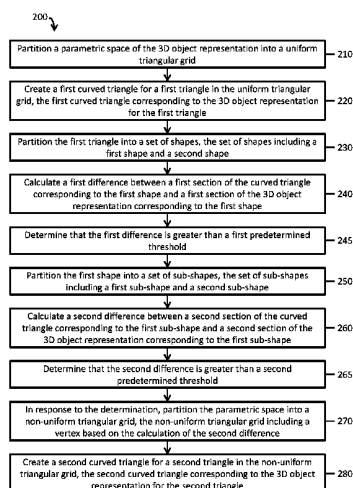 200
Partition a parametric space of the 3D object representation into a uniform
triangular grid
210
Create a first curved triangle for a first triangle in the uniform triangular
grid, the first curved triangle corresponding to the 3D object representation
for the first triangle
220
Partition the first triangle into a set of shapes, the set of shapes including a
first shape and a second shape
230
Calculate a first difference between a first section of the curved triangle
corresponding to the first shape and a first section of the 3D object
representation corresponding to the first shape
240
Determine that the first difference is greater than a first predetermined
threshold
245
Partition the first shape into a set of sub-shapes, the set of sub-shapes
including a first sub-shape and a second sub-shape
250
Calculate a second difference between a second section of the curved
triangle corresponding to the first sub-shape and a second section of the
3D object representation corresponding to the first sub-shape
260
Determine that the second difference is greater than a second
predetermined threshold
265
In response to the determination, partition the parametric space into a
non-uniform triangular grid, the non-uniform triangular grid including a
vertex based on the calculation of the second difference
270
Create a second curved triangle for a second triangle in the non-uniform
triangular grid, the second curved triangle corresponding to the 3D object
representation for the second triangle
280